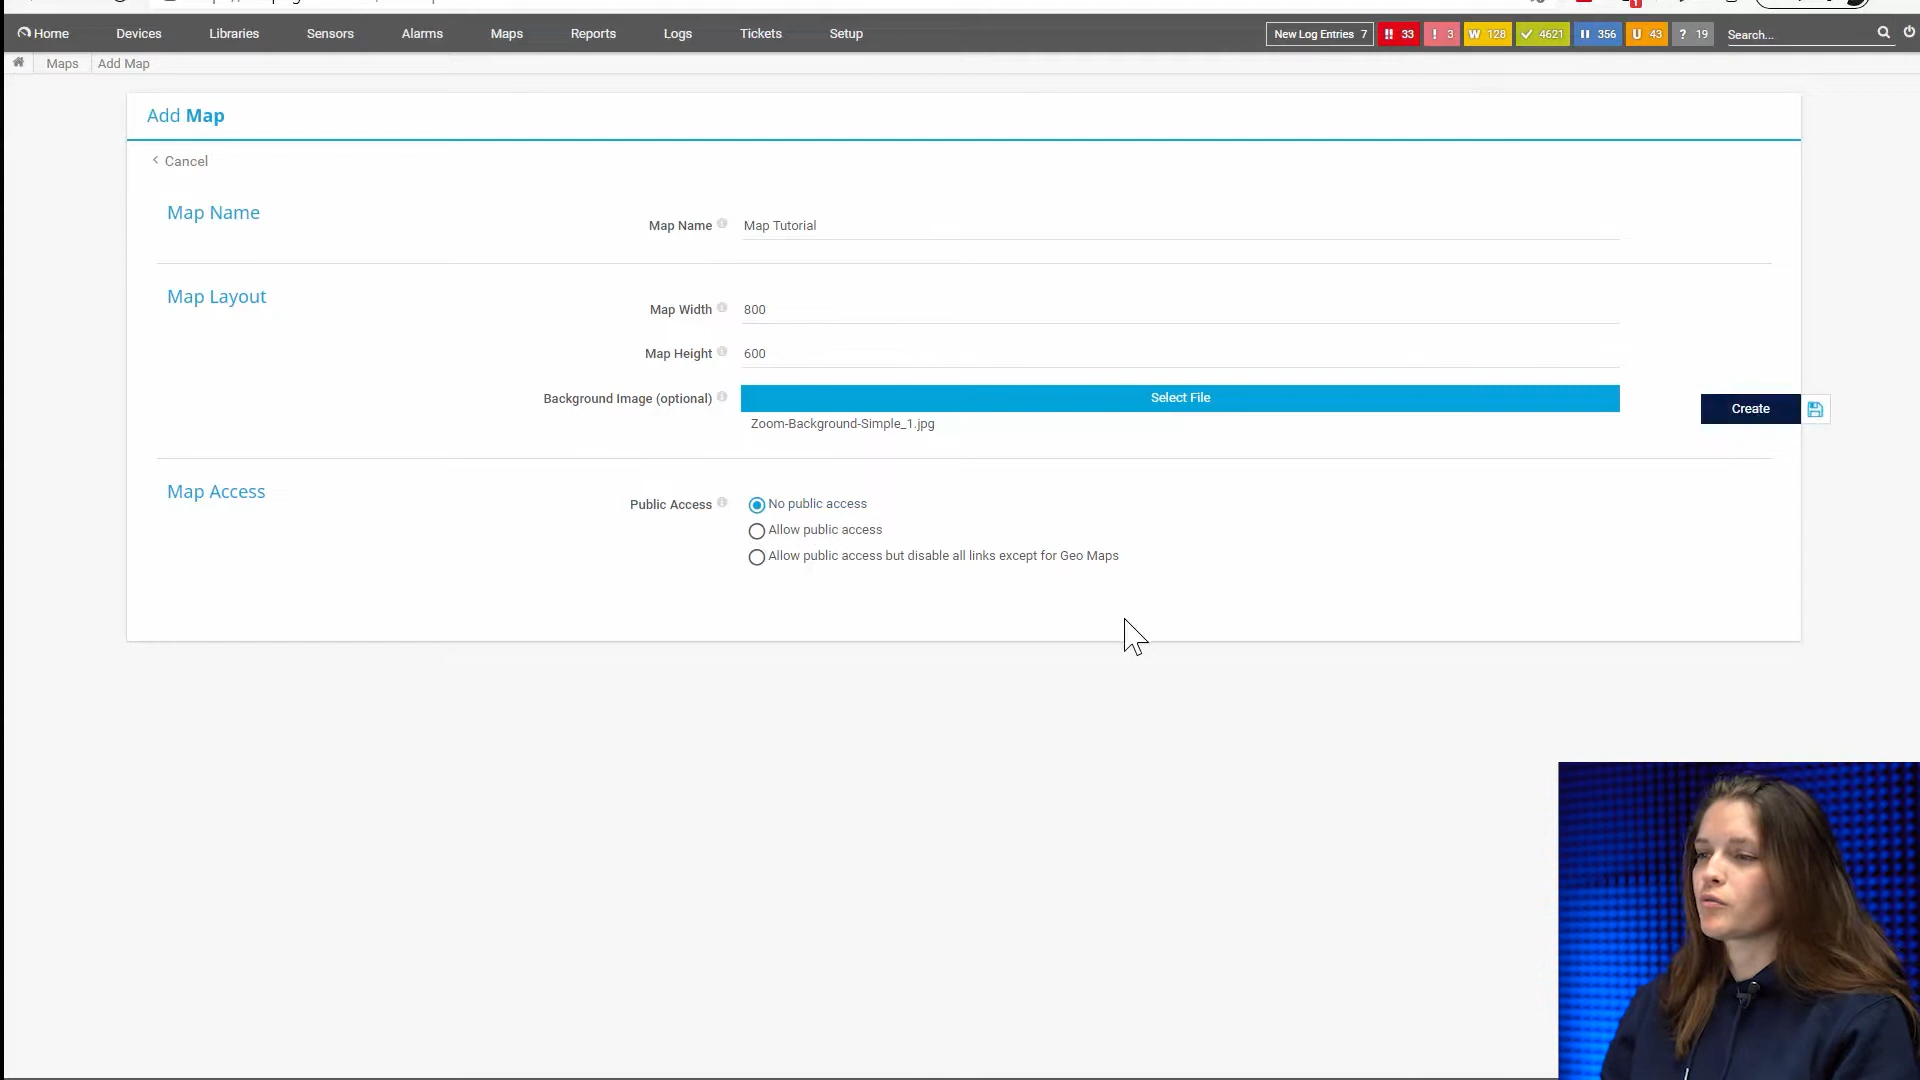 Home Devices Libraries Sensors Alarms Maps Reports Logs Tickets Setup New Log Entries 7 !! 33 ! 3 W 128 4621 356 U 43 ? 19 Search...
Maps Add Map
Add Map
< Cancel
Map Name
Map Name Map Tutorial
Map Layout
Map Width 800
Map Height 600
Background Image (optional) Select File
Zoom-Background-Simple_1.jpg
Create
Map Access
Public Access No public access
Allow public access
Allow public access but disable all links except for Geo Maps